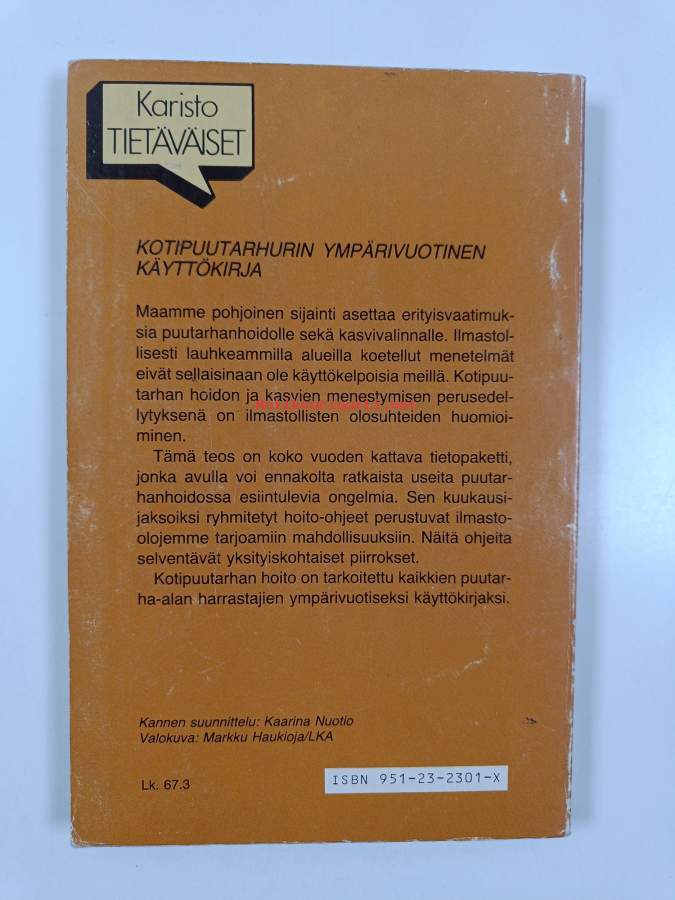 Karisto
TIETÄVÄISET
KOTIPUUTARHURIN YMPÄRIVUOTINEN
KÄYTTÖKIRJA
Maamme pohjoinen sijainti asettaa erityisvaatimuk-
sia puutarhanhoidolle sekä kasvivalinnalle. Ilmastol-
lisesti lauhkeammilla alueilla koetellut menetelmät
eivät sellaisinaan ole käyttökelpoisia meillä. Kotipuu-
tarhan hoidon ja kasvien menestymisen perusedel-
lytyksenä on ilmastollisten olosuhteiden huomioi-
minen.
Tämä teos on koko vuoden kattava tietopaketti,
jonka avulla voi ennakolta ratkaista useita puutar-
hanhoidossa esiintulevia ongelmia. Sen kuukausi-
jaksoiksi ryhmitetyt hoito-ohjeet perustuvat ilmasto-
olojemme tarjoamiin mahdollisuuksiin. Näitä ohjeita
selventävät yksityiskohtaiset piirrokset.
Kotipuutarhan hoito on tarkoitettu kaikkien puutar-
ha-alan harrastajien ympärivuotiseksi käyttökirjaksi.
Kannen suunnittelu: Kaarina Nuotio
Valokuva: Markku Haukioja/LKA
Lk. 67.3
ISBN 951-23-2301-X